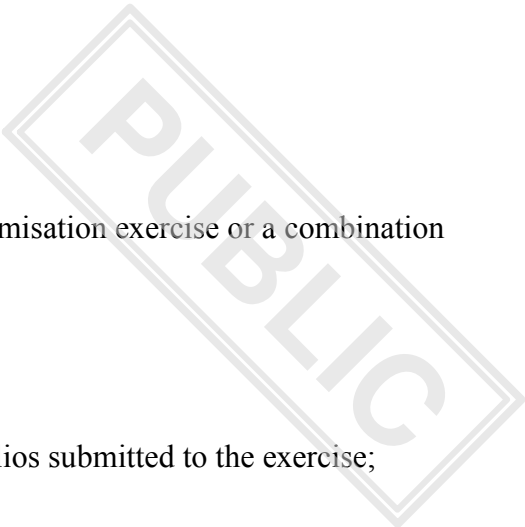 misation exercise or a combination
PUBLIC
ios submitted to the exercise;